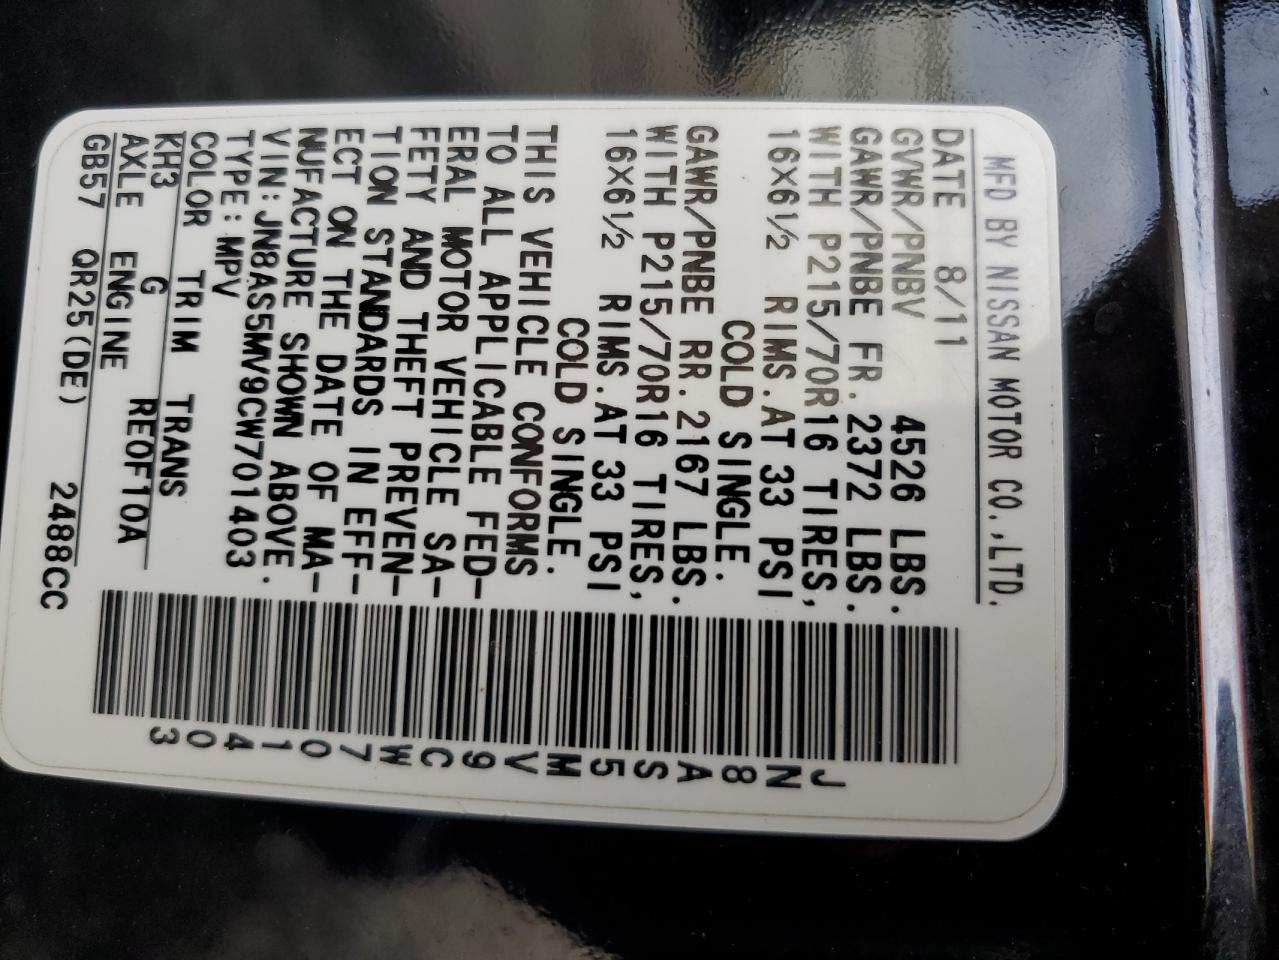 MFD BY NISSAN MOTOR CO.,LTD.
DATE 8/11
GVWR/PNBV 4526 LBS.
GAWR/PNBE FR. 2372 LBS.
WITH P215/70R16 TIRES,
16×6½ RIMS.AT 33 PSI
COLD SINGLE.
GAWR/PNBE RR. 2167 LBS.
WITH P215/70R16 TIRES,
16×6½ RIMS.AT 33 PSI
COLD SINGLE.
THIS VEHICLE CONFORMS
TO ALL APPLICABLE FED-
ERAL MOTOR VEHICLE SA-
FETY AND THEFT PREVEN-
TION STANDARDS IN EFF-
ECT ON THE DATE OF MA-
NUFACTURE SHOWN ABOVE.
VIN:JN8AS5MV9CW701403
TYPE:MPV
COLOR TRIM TRANS
KH3 G RE0F10A
AXLE ENGINE
GB57 QR25(DE) 2488CC
JN8AS5MV9CW701403